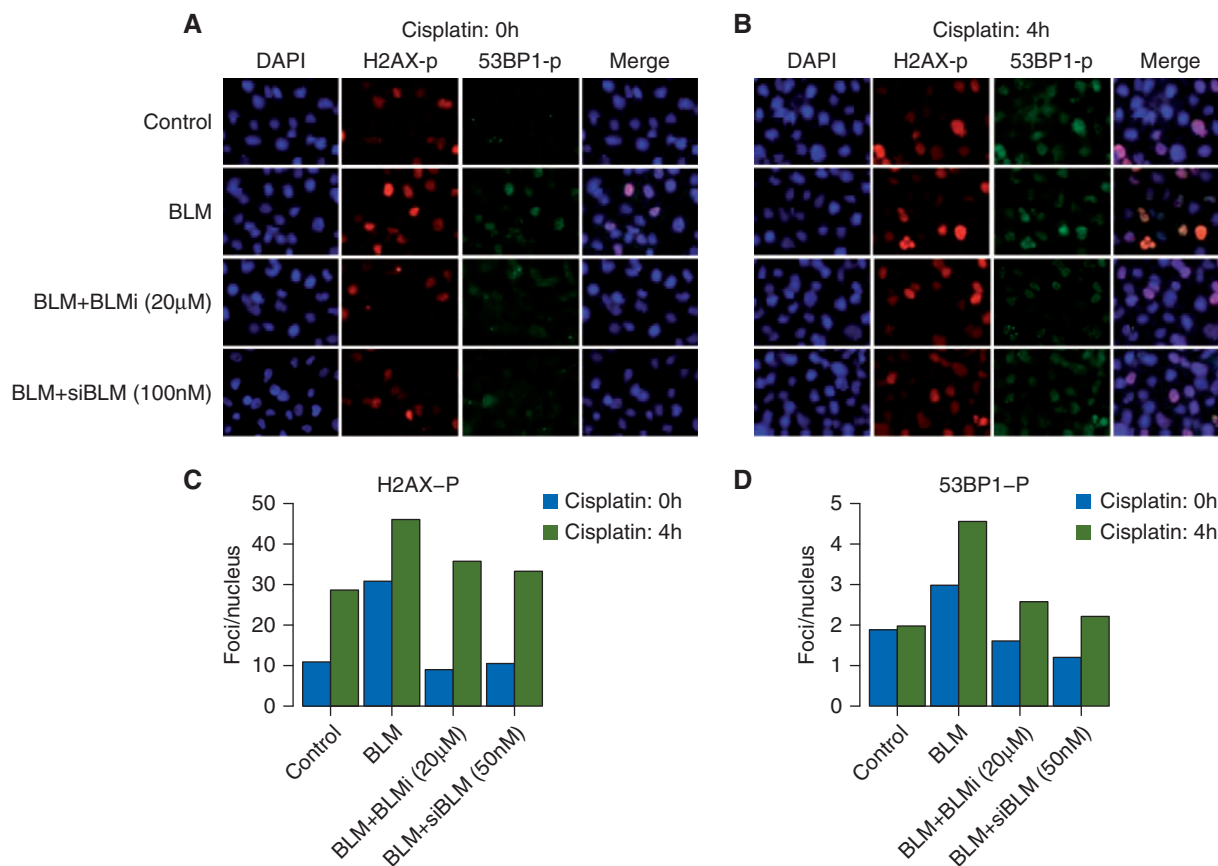 A
Cisplatin: 0h
DAPI
H2AX-p
53BP1-p
Merge
B
Cisplatin: 4h
DAPI
H2AX-p
53BP1-p
Merge
Control
BLM
BLM+BLMi (20μM)
BLM+siBLM (100nM)
C
H2AX–P
50
40
30
20
10
0
Foci/nucleus
Cisplatin: 0h
Cisplatin: 4h
Control
BLM
BLM+BLMi (20μM)
BLM+siBLM (50nM)
D
53BP1–P
5
4
3
2
1
0
Foci/nucleus
Cisplatin: 0h
Cisplatin: 4h
Control
BLM
BLM+BLMi (20μM)
BLM+siBLM (50nM)